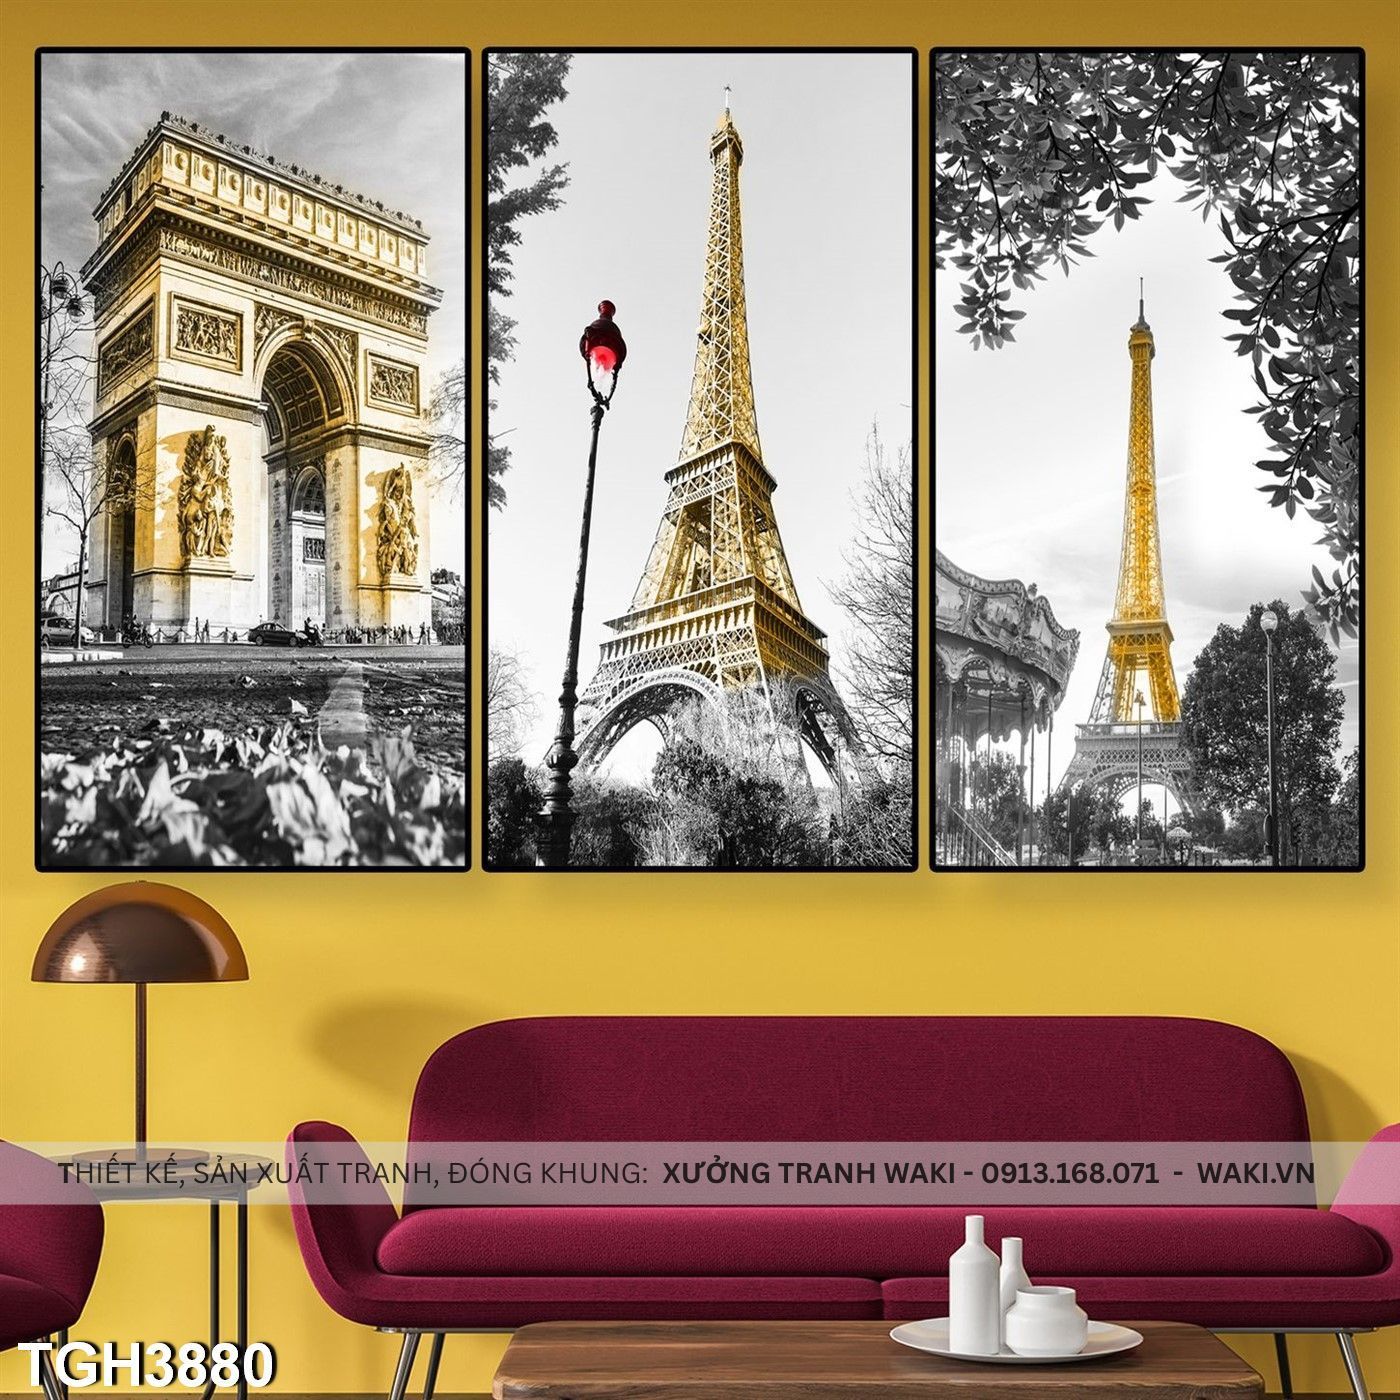 THIẾT KẾ, SẢN XUẤT TRANH, ĐÓNG KHUNG: XƯỞNG TRANH WAKI - 0913.168.071 - WAKI.VN
TGH3880